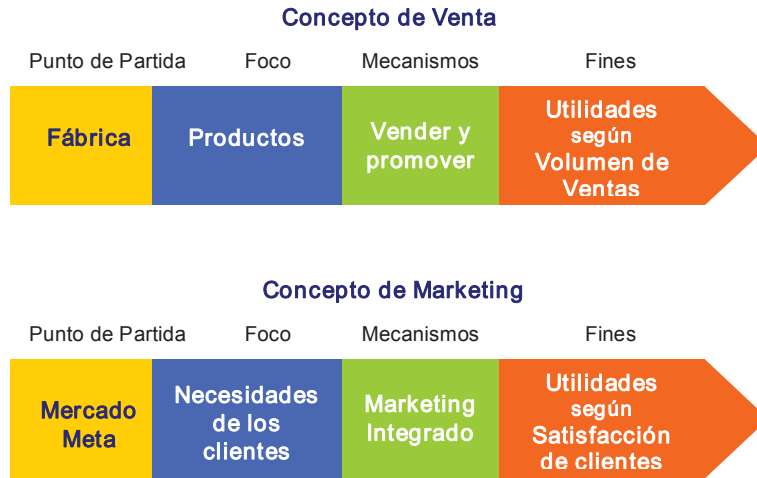 Concepto de Venta
Punto de Partida Foco Mecanismos Fines
Fábrica
Productos
Vender y
promover
Utilidades
según
Volumen de
Ventas
Concepto de Marketing
Punto de Partida Foco Mecanismos Fines
Mercado
Meta
Necesidades
de los
clientes
Marketing
Integrado
Utilidades
según
Satisfacción
de clientes